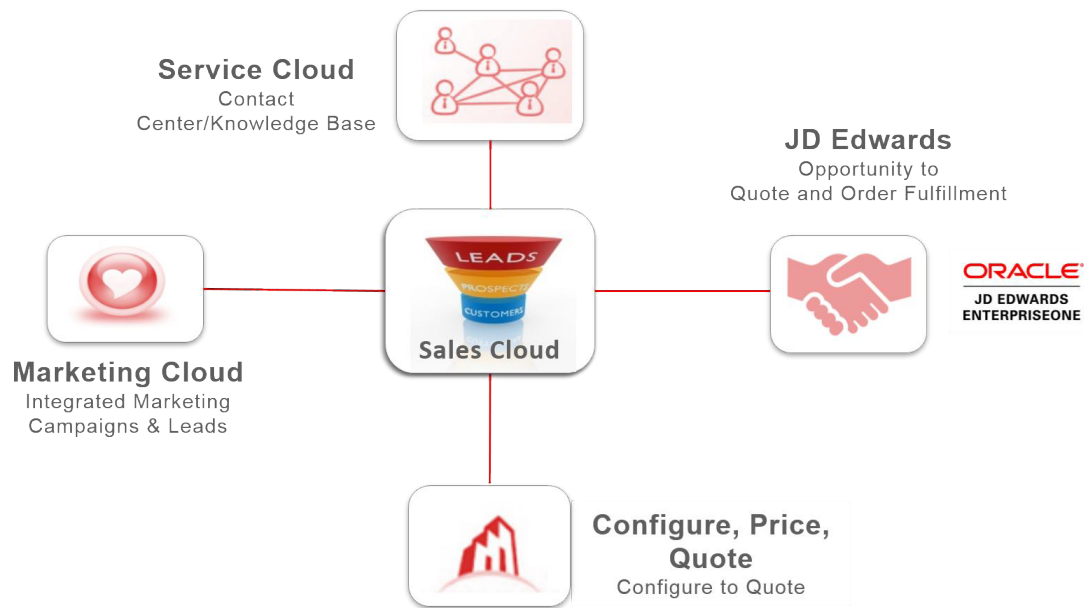 Service Cloud
Contact
Center/Knowledge Base
JD Edwards
Opportunity to
Quote and Order Fulfillment
LEADS
PROSPECTS
CUSTOMERS
Sales Cloud
ORACLE®
JD EDWARDS
ENTERPRISEONE
Marketing Cloud
Integrated Marketing
Campaigns & Leads
Configure, Price,
Quote
Configure to Quote